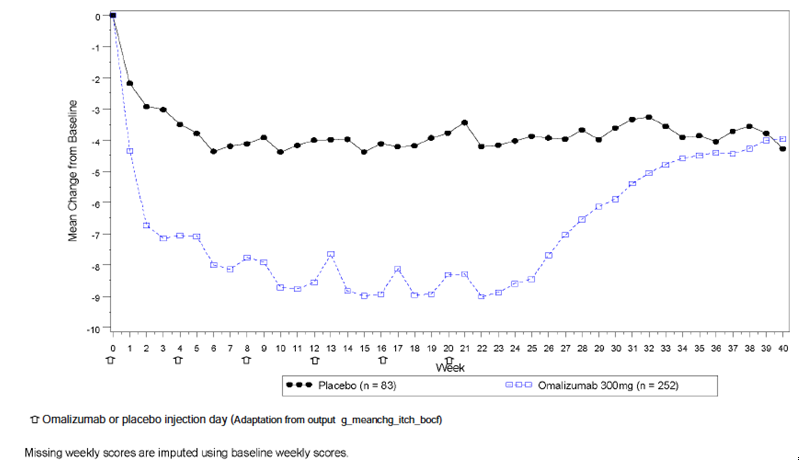 Mean Change from Baseline
0
-1
-2
-3
-4
-5
-6
-7
-8
-9
-10
0 1 2 3 4 5 6 7 8 9 10 11 12 13 14 15 16 17 18 19 20 21 22 23 24 25 26 27 28 29 30 31 32 33 34 35 36 37 38 39 40
Week
Placebo (n = 83) Omalizumab 300mg (n = 252)
Omalizumab or placebo injection day (Adaptation from output g_meanchg_itch_bocf)
Missing weekly scores are imputed using baseline weekly scores.